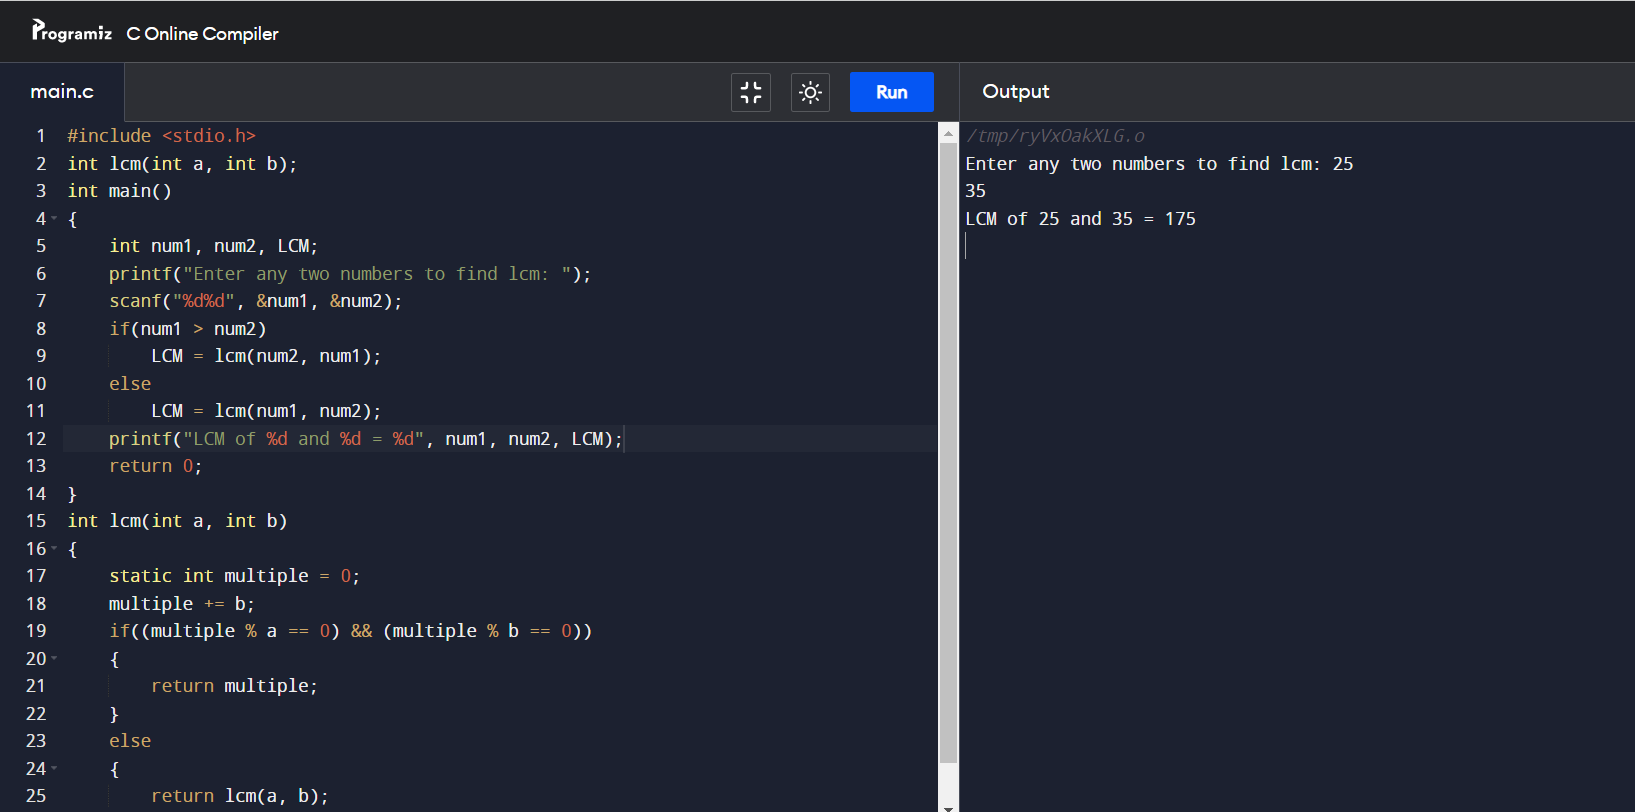 Programiz C Online Compiler
main.c Run Output
1 #include <stdio.h>
2 int lcm(int a, int b);
3 int main()
4 {
5     int num1, num2, LCM;
6     printf("Enter any two numbers to find lcm: ");
7     scanf("%d%d", &num1, &num2);
8     if(num1 > num2)
9         LCM = lcm(num2, num1);
10     else
11         LCM = lcm(num1, num2);
12     printf("LCM of %d and %d = %d", num1, num2, LCM);
13     return 0;
14 }
15 int lcm(int a, int b)
16 {
17     static int multiple = 0;
18     multiple += b;
19     if((multiple % a == 0) && (multiple % b == 0))
20     {
21         return multiple;
22     }
23     else
24     {
25         return lcm(a, b);
/tmp/ryVxOakXLG.o
Enter any two numbers to find lcm: 25
35
LCM of 25 and 35 = 175